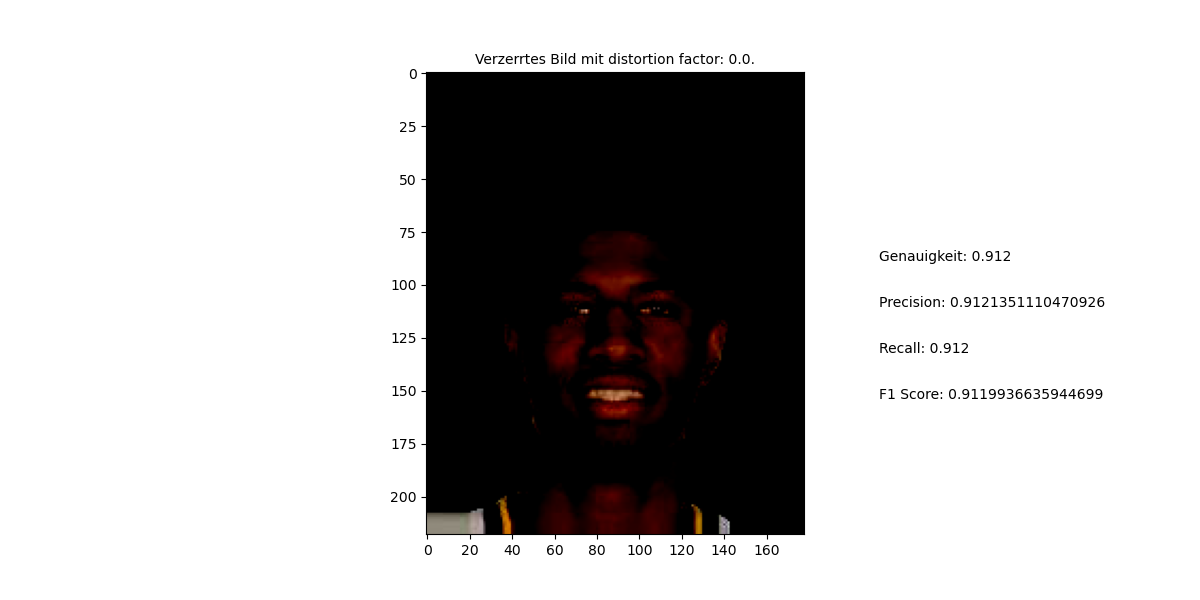 Verzerrtes Bild mit distortion factor: 0.0.
0
25
50
75
100
125
150
175
200
0 20 40 60 80 100 120 140 160
Genauigkeit: 0.912
Precision: 0.9121351110470926
Recall: 0.912
F1 Score: 0.9119936635944699